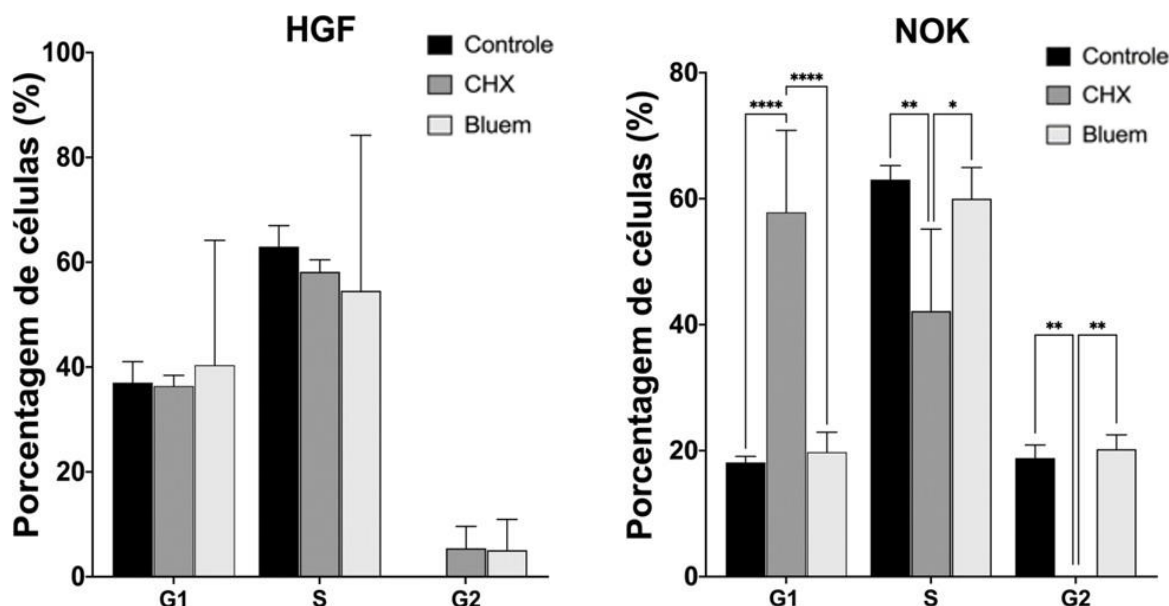 HGF
Controle
CHX
Bluem
Porcentagem de células (%)
100
80
60
40
20
0
G1 S G2
NOK
Controle
CHX
Bluem
Porcentagem de células (%)
80
60
40
20
0
**** ****
** *
** **
G1 S G2